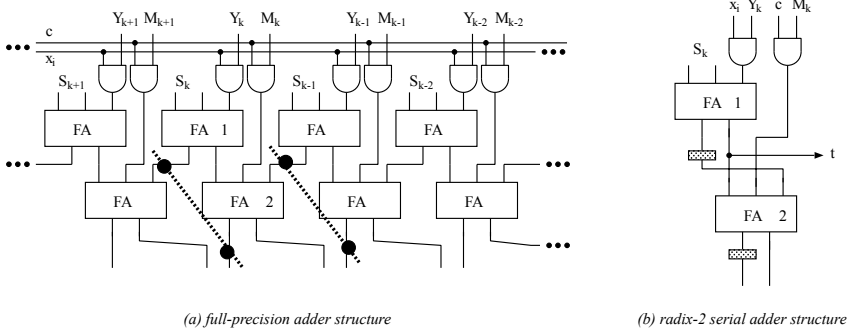 Y_{k+1} M_{k+1} Y_k M_k Y_{k-1} M_{k-1} Y_{k-2} M_{k-2}
c
x_i
S_{k+1} S_k S_{k-1} S_{k-2}
FA FA 1 FA FA
FA FA 2 FA FA
(a) full-precision adder structure
x_i Y_k c M_k
S_k
FA 1
t
FA 2
(b) radix-2 serial adder structure